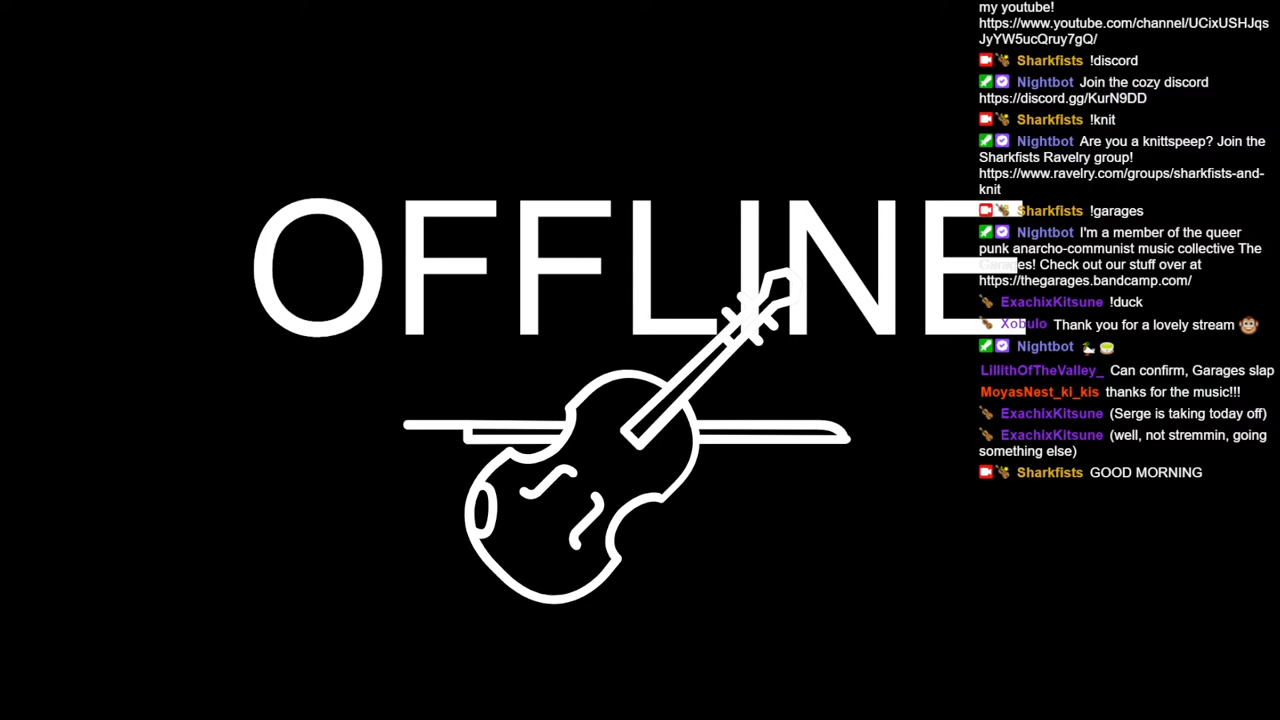 OFFLINE
my youtube!
https://www.youtube.com/channel/UCixUSHJqs
JyYW5ucQruy7gQ/
Sharkfists !discord
Nightbot Join the cozy discord
https://discord.gg/KurN9DD
Sharkfists !knit
Nightbot Are you a knittspeep? Join the
Sharkfists Ravelry group!
https://www.ravelry.com/groups/sharkfists-and-
knit
Sharkfists !garages
Nightbot I'm a member of the queer
punk anarcho-communist music collective The
Garages! Check out our stuff over at
https://thegarages.bandcamp.com/
ExachixKitsune !duck
Xobulo Thank you for a lovely stream
Nightbot
LillithOfTheValley_ Can confirm, Garages slap
MoyasNest_ki_kis thanks for the music!!!
ExachixKitsune (Serge is taking today off)
ExachixKitsune (well, not stremmin, going
something else)
Sharkfists GOOD MORNING